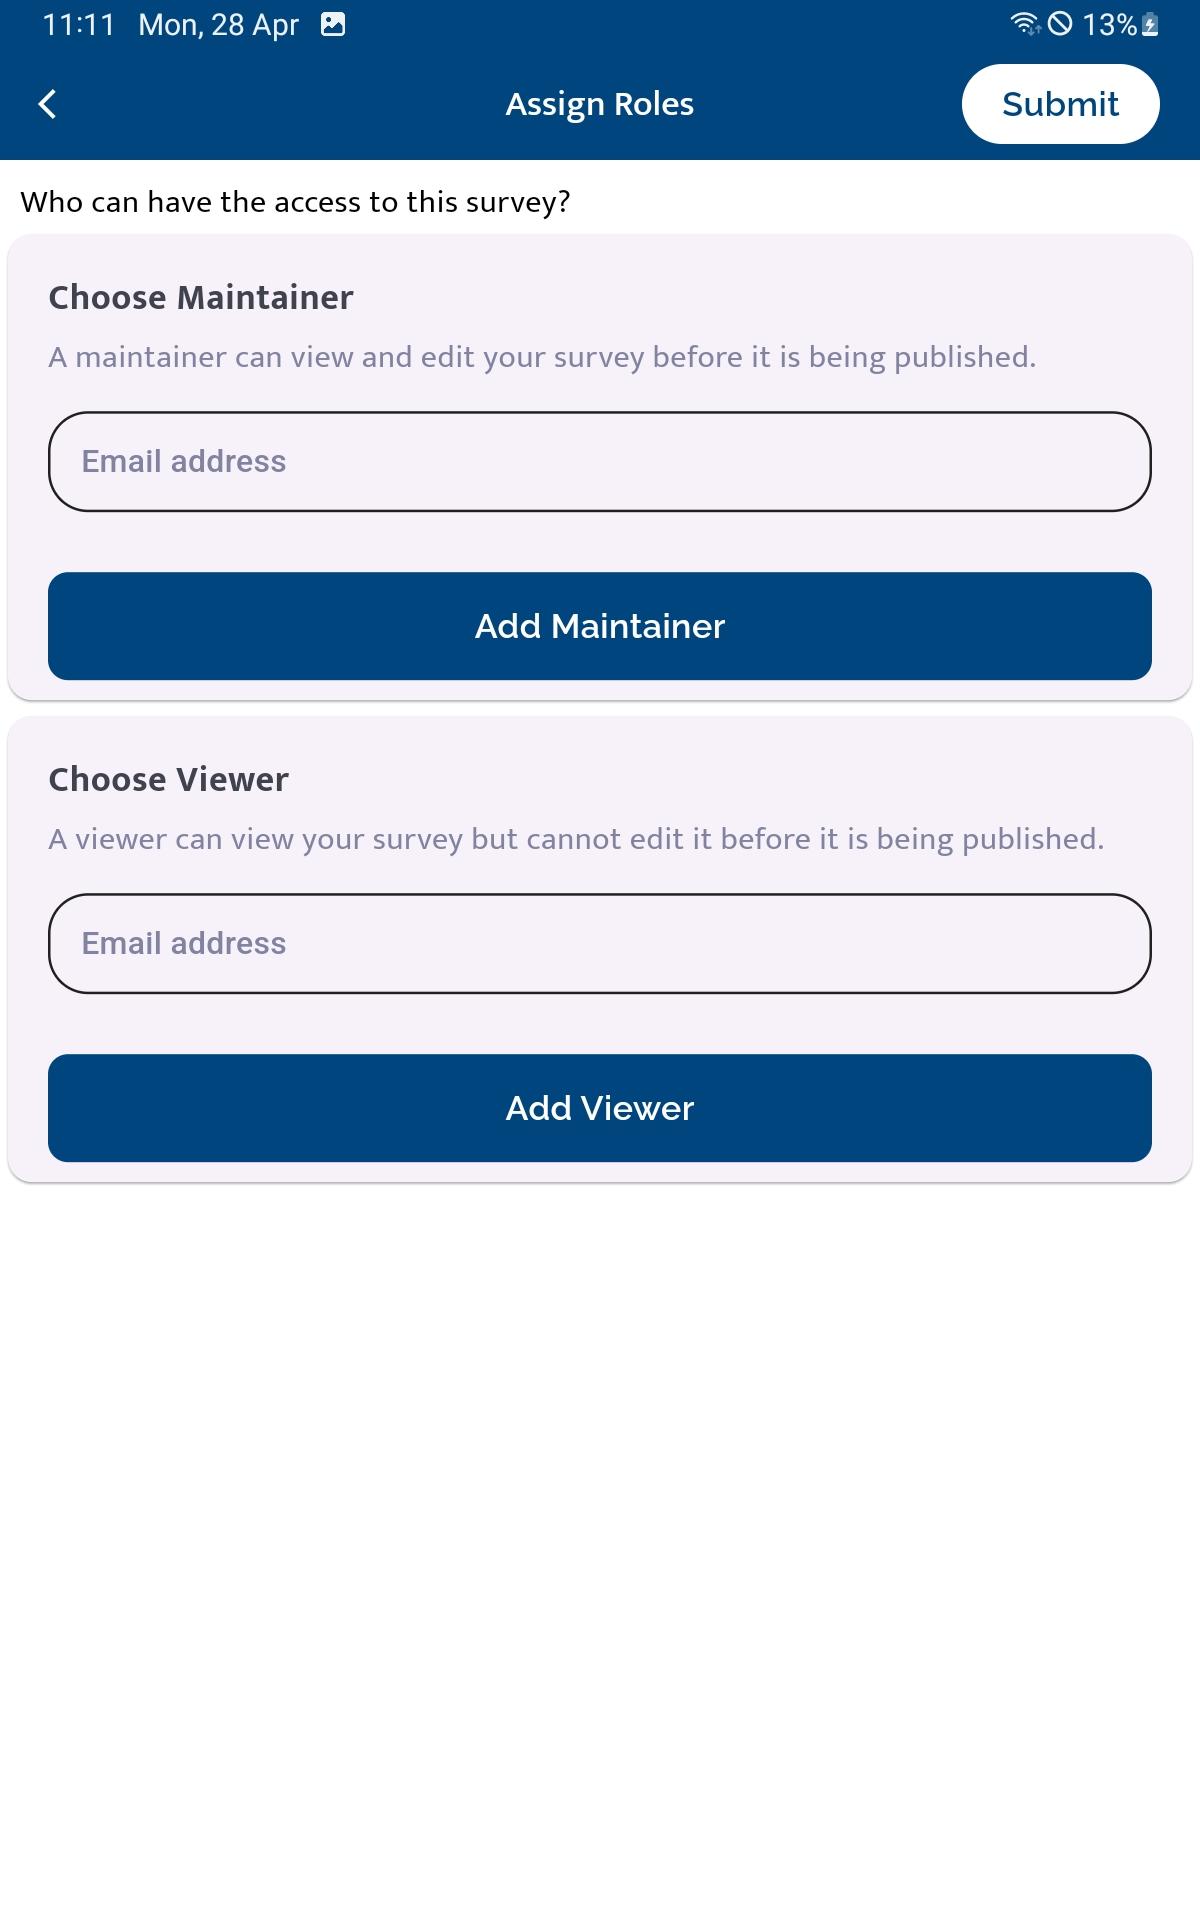 11:11 Mon, 28 Apr 13%
Assign Roles
Submit
Who can have the access to this survey?
Choose Maintainer
A maintainer can view and edit your survey before it is being published.
Email address
Add Maintainer
Choose Viewer
A viewer can view your survey but cannot edit it before it is being published.
Email address
Add Viewer